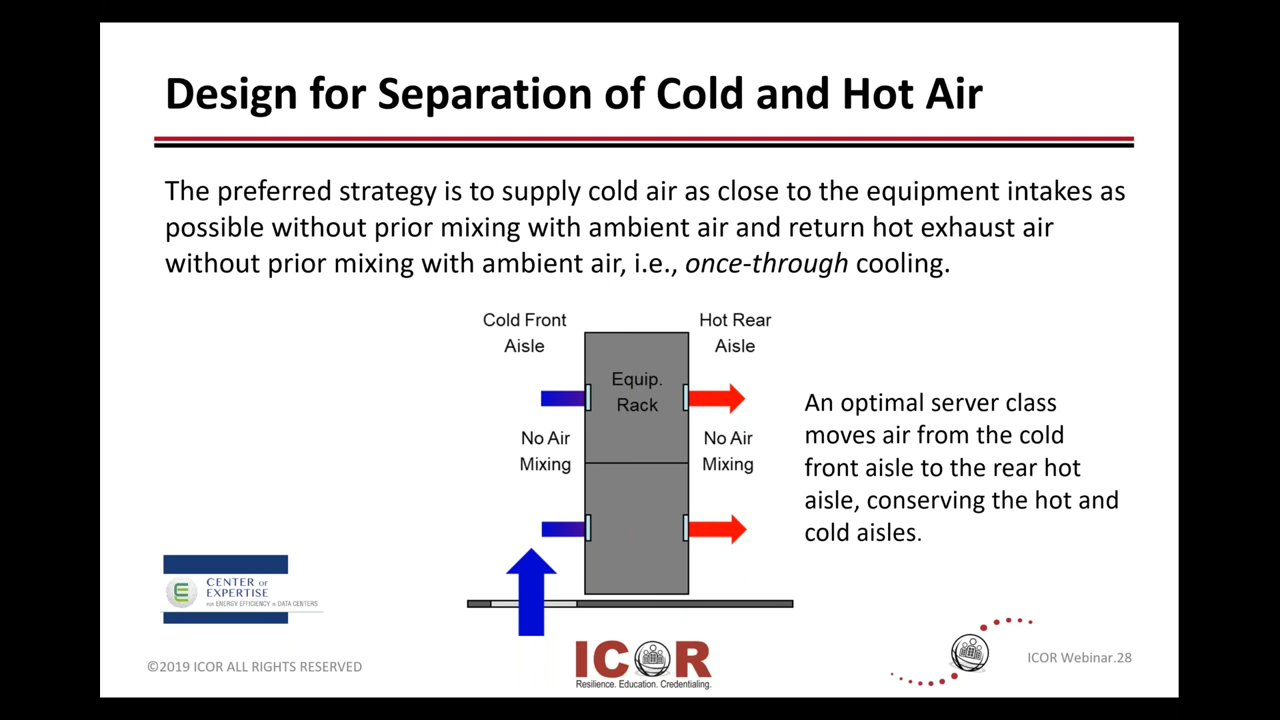 Design for Separation of Cold and Hot Air
The preferred strategy is to supply cold air as close to the equipment intakes as
possible without prior mixing with ambient air and return hot exhaust air
without prior mixing with ambient air, i.e., once-through cooling.
Cold Front
Aisle
Hot Rear
Aisle
Equip.
Rack
No Air
Mixing
No Air
Mixing
An optimal server class
moves air from the cold
front aisle to the rear hot
aisle, conserving the hot and
cold aisles.
CENTER OF
EXPERTISE
FOR ENERGY EFFICIENCY IN DATA CENTERS
©2019 ICOR ALL RIGHTS RESERVED
ICOR
Resilience. Education. Credentialing.
ICOR Webinar.28